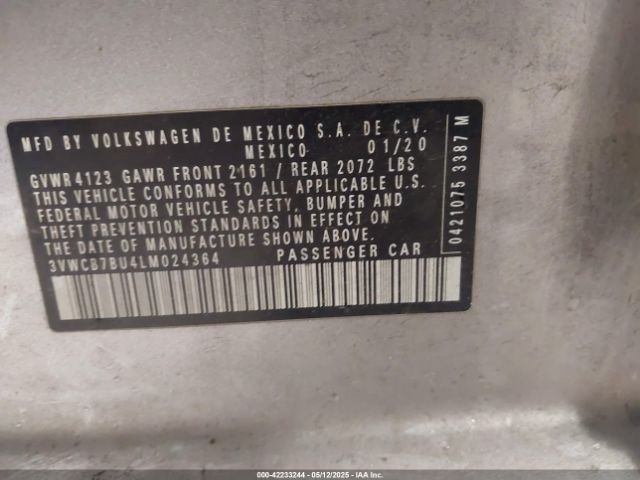 MFD BY VOLKSWAGEN DE MEXICO S.A. DE C.V.
MEXICO 01/20
GVWR 4123 GAWR FRONT 2161 / REAR 2072 LBS
THIS VEHICLE CONFORMS TO ALL APPLICABLE U.S.
FEDERAL MOTOR VEHICLE SAFETY, BUMPER AND
THEFT PREVENTION STANDARDS IN EFFECT ON
THE DATE OF MANUFACTURE SHOWN ABOVE.
3VWCB7BU4LM024364 PASSENGER CAR
0421075 3387 M
000-42233244 - 05/12/2025 - IAA Inc.